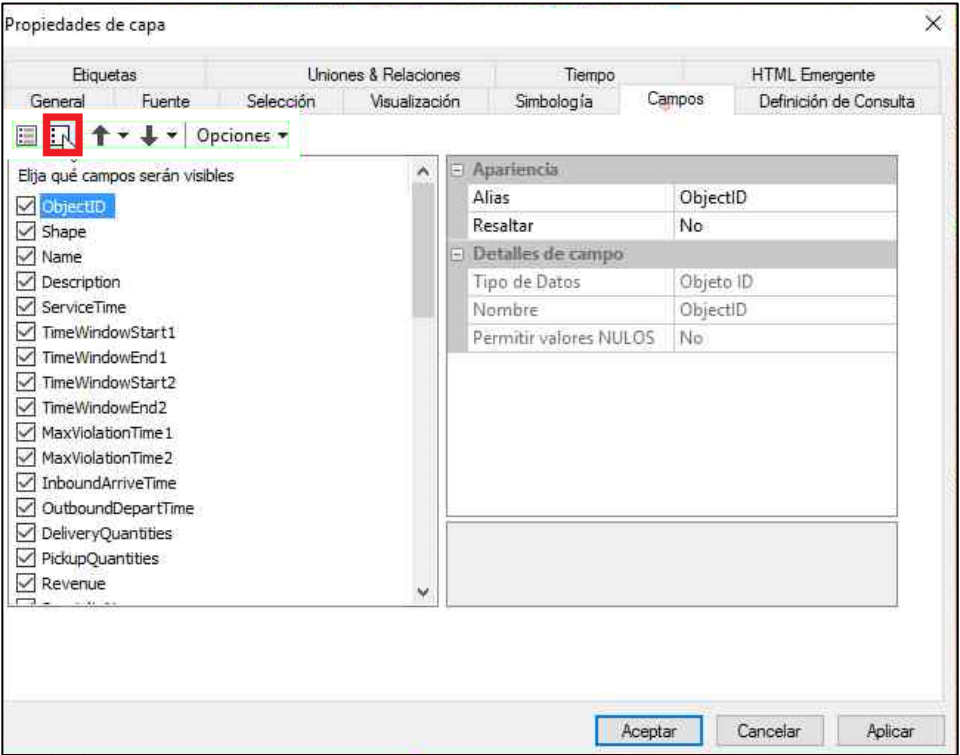 Propiedades de capa
Etiquetas Uniones & Relaciones Tiempo HTML Emergente
General Fuente Selección Visualización Simbología Campos Definición de Consulta
Opciones
Elija qué campos serán visibles
ObjectID
Shape
Name
Description
ServiceTime
TimeWindowStart1
TimeWindowEnd1
TimeWindowStart2
TimeWindowEnd2
MaxViolationTime1
MaxViolationTime2
InboundArriveTime
OutboundDepartTime
DeliveryQuantities
PickupQuantities
Revenue
Apariencia
Alias ObjectID
Resaltar No
Detalles de campo
Tipo de Datos Objeto ID
Nombre ObjectID
Permitir valores NULOS No
Aceptar Cancelar Aplicar